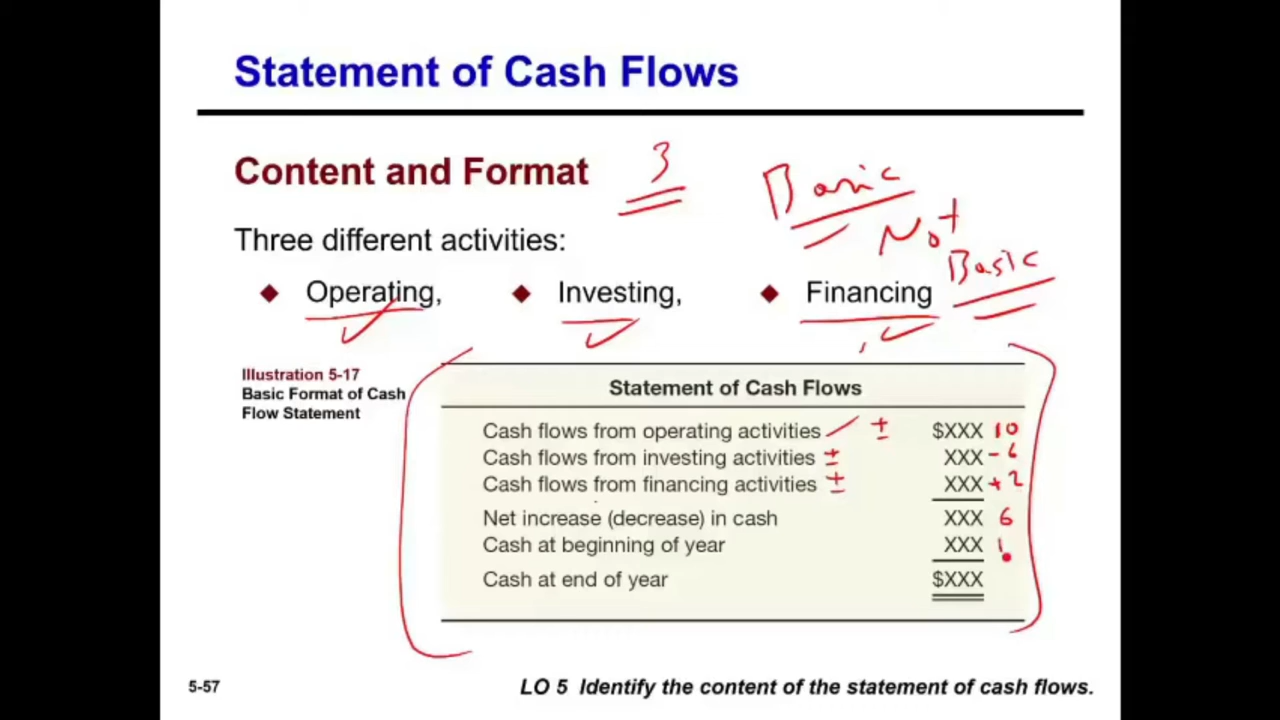 Statement of Cash Flows
Content and Format 3 Basic
Not
Basic
Three different activities:
Operating, Investing, Financing
Illustration 5-17
Basic Format of Cash
Flow Statement
Statement of Cash Flows
Cash flows from operating activities ± $XXX 10
Cash flows from investing activities ± XXX -6
Cash flows from financing activities ± XXX +2
Net increase (decrease) in cash XXX 6
Cash at beginning of year XXX 1
Cash at end of year $XXX
5-57
LO 5 Identify the content of the statement of cash flows.